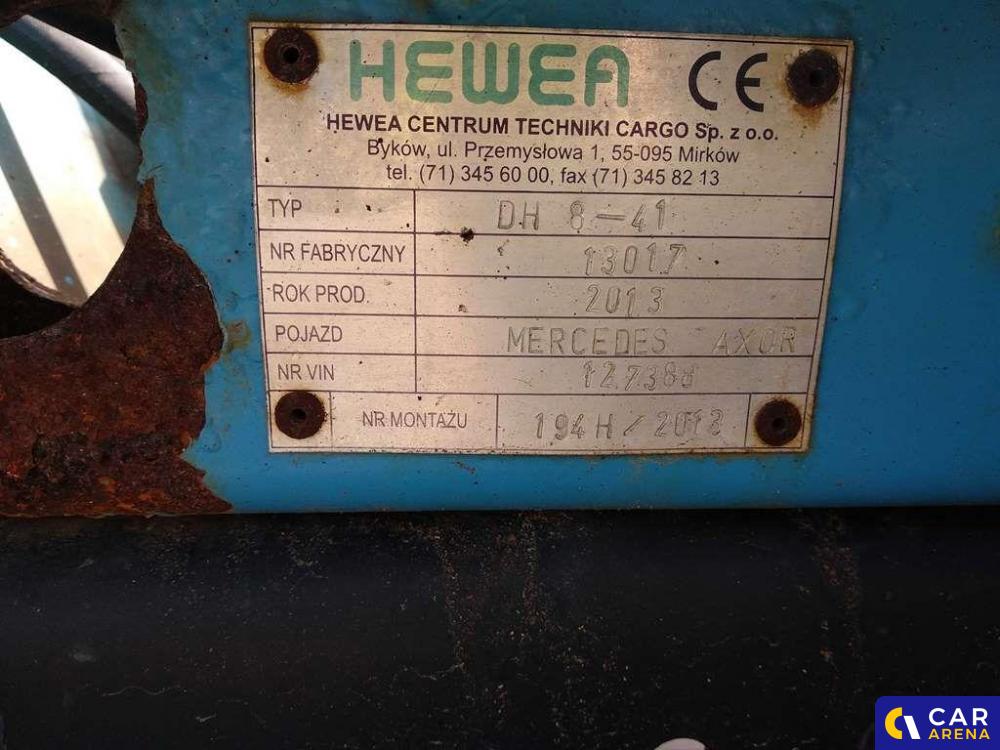 HEWEA CE
HEWEA CENTRUM TECHNIKI CARGO Sp. z o.o.
Byków, ul. Przemysłowa 1, 55-095 Mirków
tel. (71) 345 60 00, fax (71) 345 82 13
TYP DH 8-41
NR FABRYCZNY 13017
ROK PROD. 2013
POJAZD MERCEDES AXOR
NR VIN
NR MONTAŻU 194H/2013
CAR
ARENA